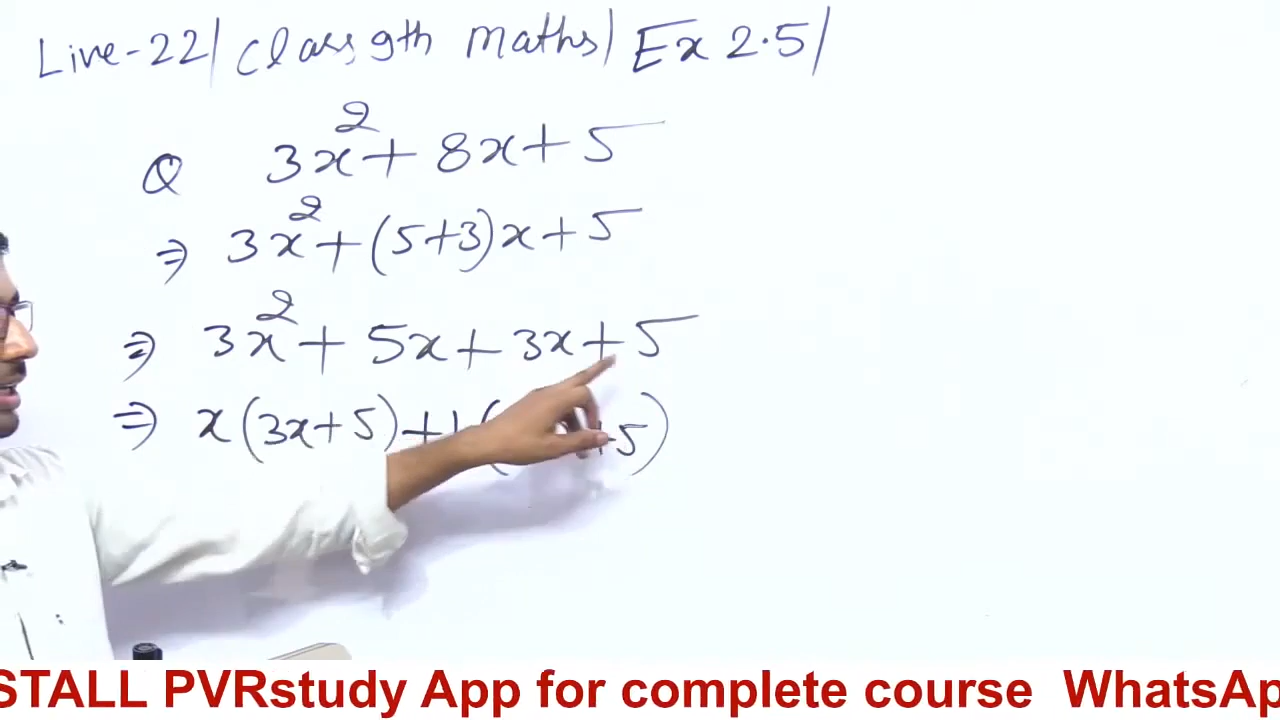 Live-22| Class 9th maths| Ex 2.5|
Q 3x² + 8x + 5
⇒ 3x² + (5+3)x + 5
⇒ 3x² + 5x + 3x + 5
⇒ x(3x+5) + 1( +5)
STALL PVRstudy App for complete course WhatsAp